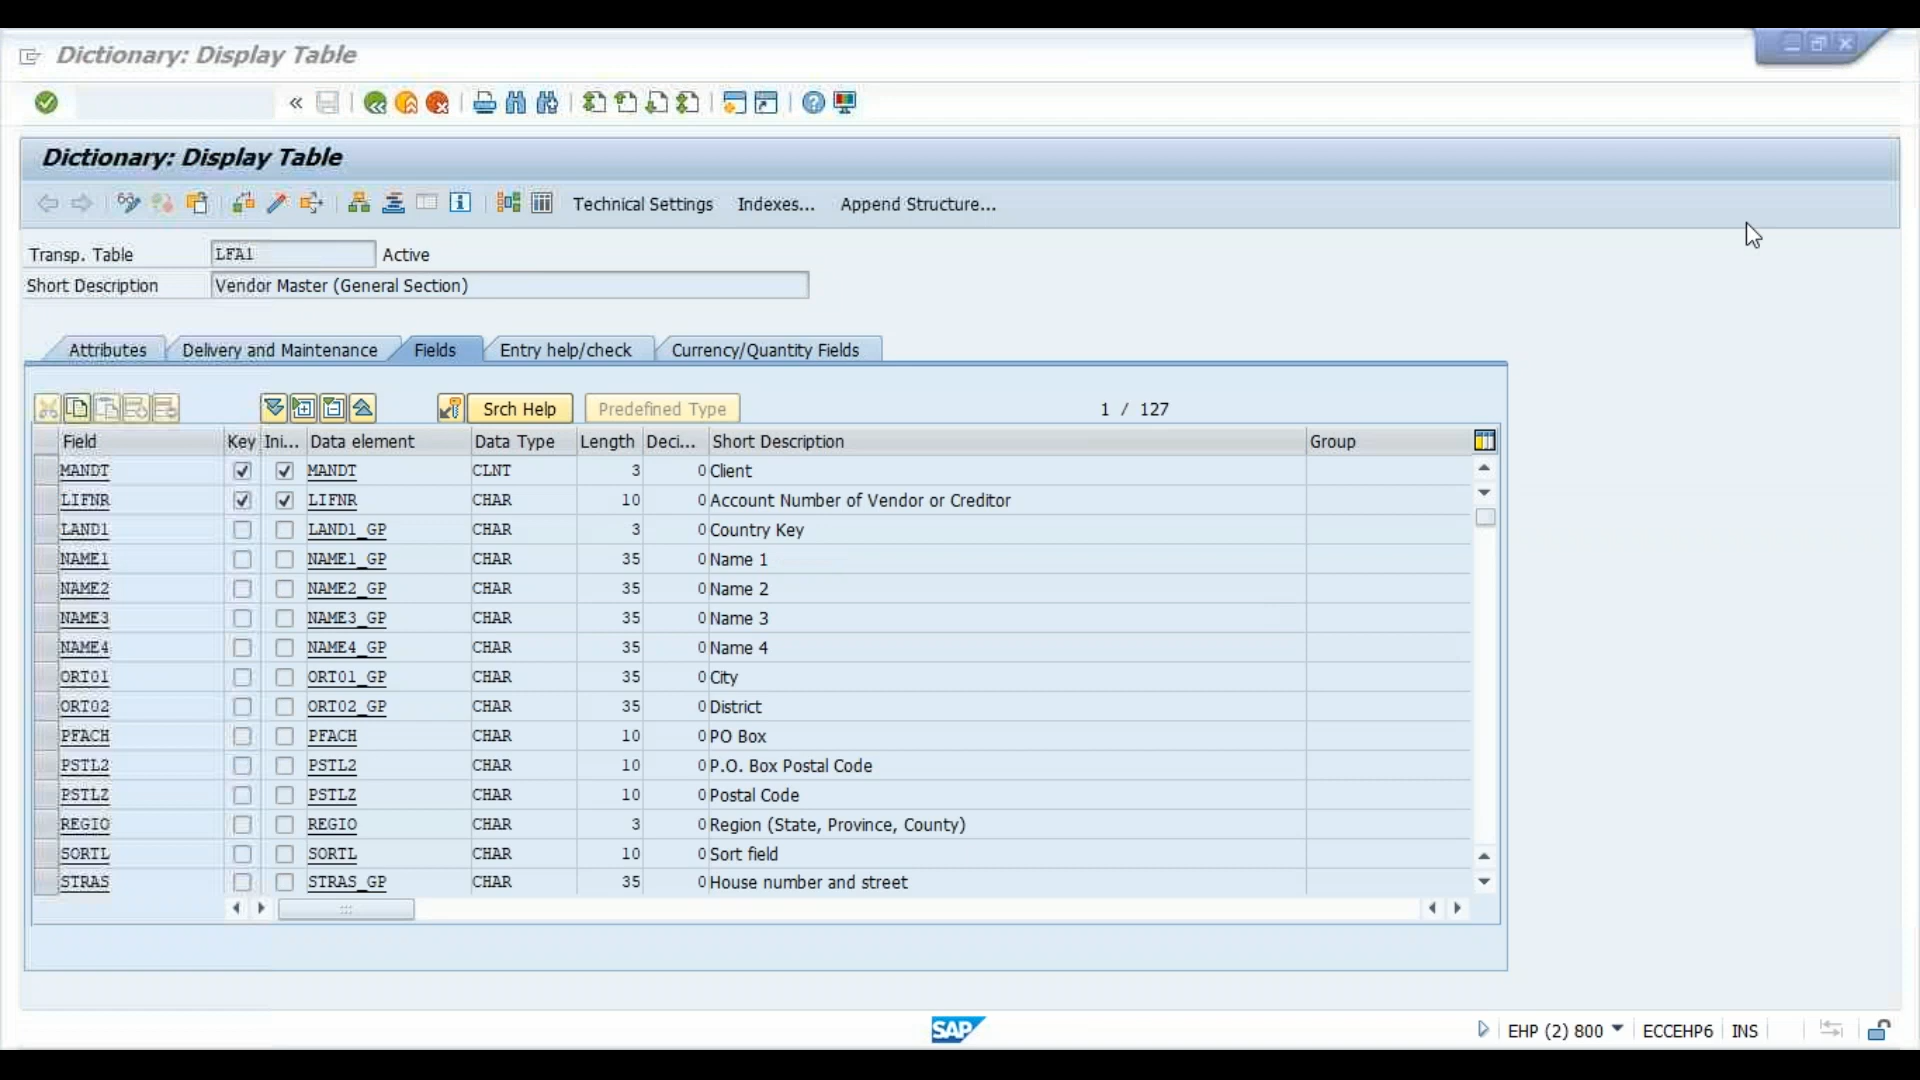 Dictionary: Display Table
Dictionary: Display Table
Technical Settings Indexes... Append Structure...
Transp. Table LFA1 Active
Short Description Vendor Master (General Section)
Attributes Delivery and Maintenance Fields Entry help/check Currency/Quantity Fields
Srch Help Predefined Type 1 / 127
Field Key Ini... Data element Data Type Length Deci... Short Description Group
MANDT MANDT CLNT 3 0 Client
LIFNR LIFNR CHAR 10 0 Account Number of Vendor or Creditor
LAND1 LAND1_GP CHAR 3 0 Country Key
NAME1 NAME1_GP CHAR 35 0 Name 1
NAME2 NAME2_GP CHAR 35 0 Name 2
NAME3 NAME3_GP CHAR 35 0 Name 3
NAME4 NAME4_GP CHAR 35 0 Name 4
ORT01 ORT01_GP CHAR 35 0 City
ORT02 ORT02_GP CHAR 35 0 District
PFACH PFACH CHAR 10 0 PO Box
PSTL2 PSTL2 CHAR 10 0 P.O. Box Postal Code
PSTLZ PSTLZ CHAR 10 0 Postal Code
REGIO REGIO CHAR 3 0 Region (State, Province, County)
SORTL SORTL CHAR 10 0 Sort field
STRAS STRAS_GP CHAR 35 0 House number and street
SAP EHP (2) 800 ECCEHP6 INS